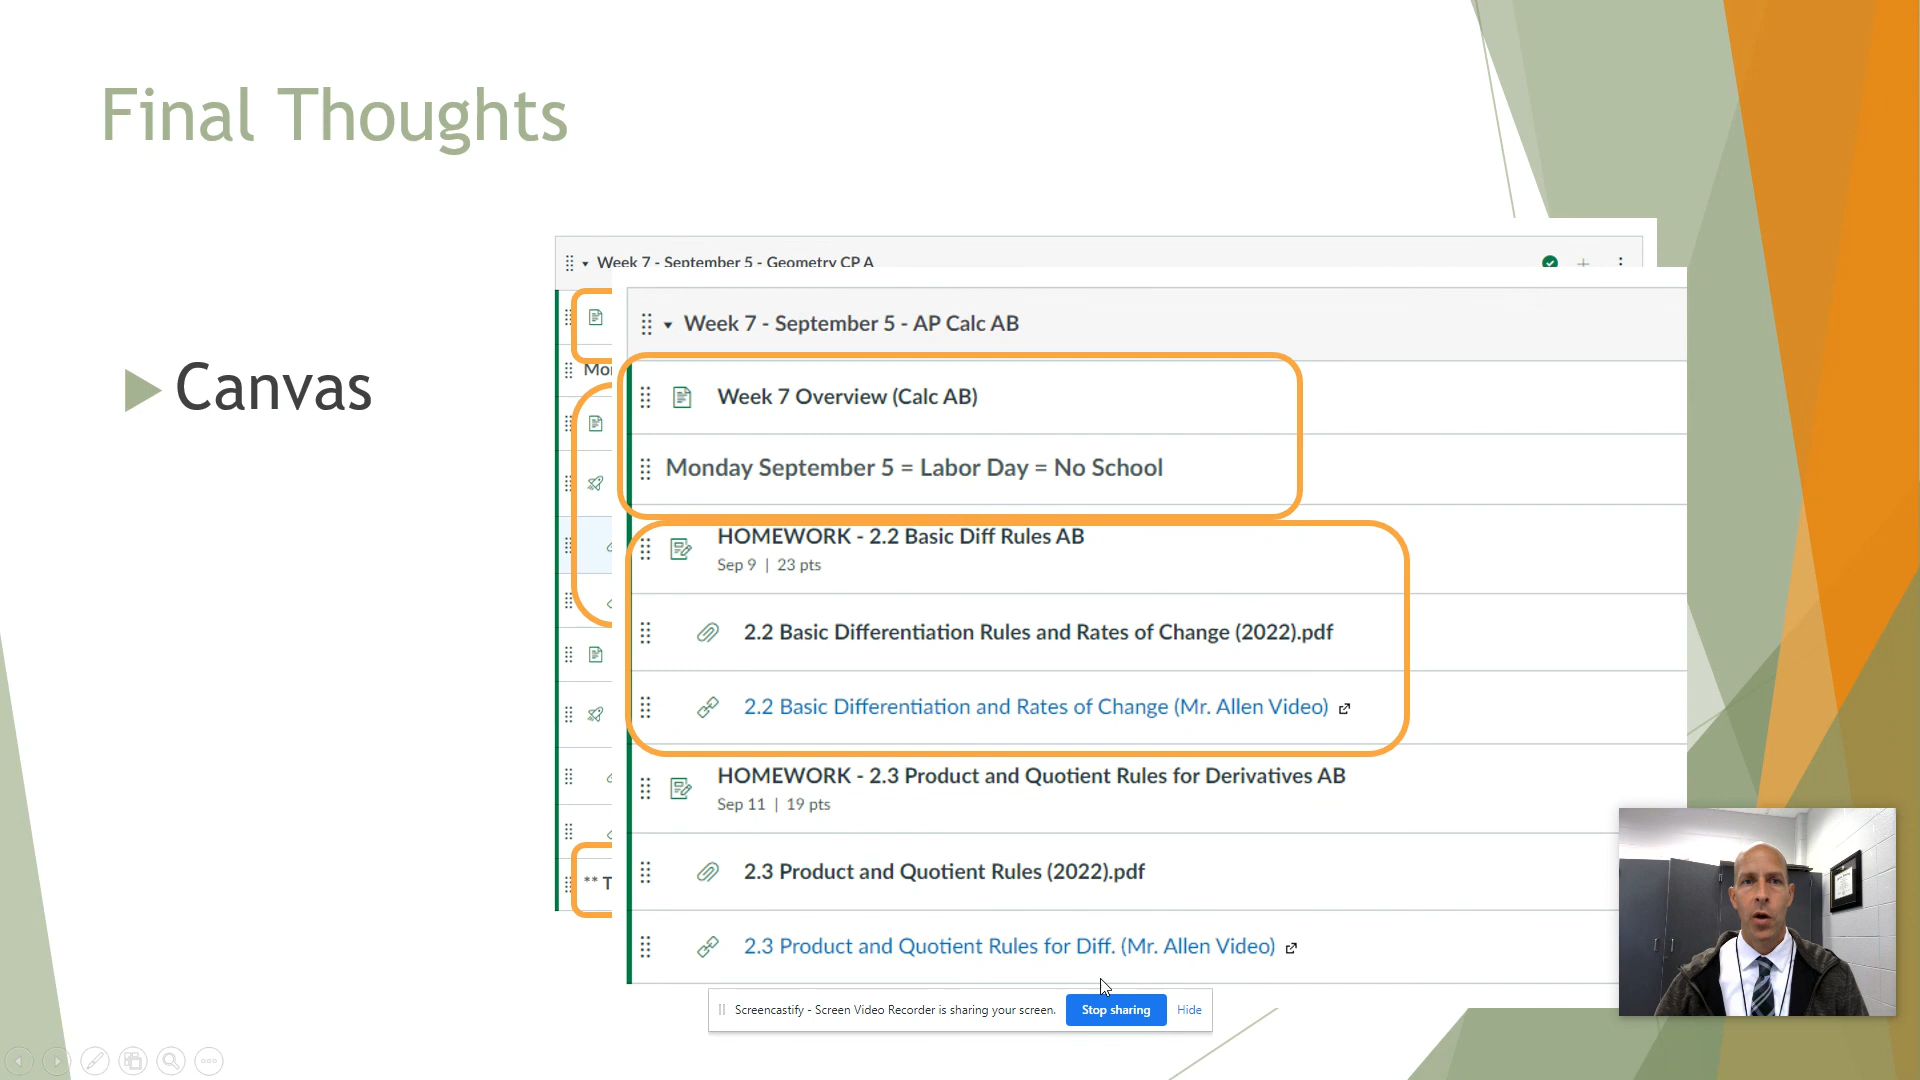 Final Thoughts
Canvas
Week 7 - September 5 - Geometry CP A
Mo
** T
Week 7 - September 5 - AP Calc AB
Week 7 Overview (Calc AB)
Monday September 5 = Labor Day = No School
HOMEWORK - 2.2 Basic Diff Rules AB
Sep 9 | 23 pts
2.2 Basic Differentiation Rules and Rates of Change (2022).pdf
2.2 Basic Differentiation and Rates of Change (Mr. Allen Video)
HOMEWORK - 2.3 Product and Quotient Rules for Derivatives AB
Sep 11 | 19 pts
2.3 Product and Quotient Rules (2022).pdf
2.3 Product and Quotient Rules for Diff. (Mr. Allen Video)
Screencastify - Screen Video Recorder is sharing your screen. Stop sharing Hide